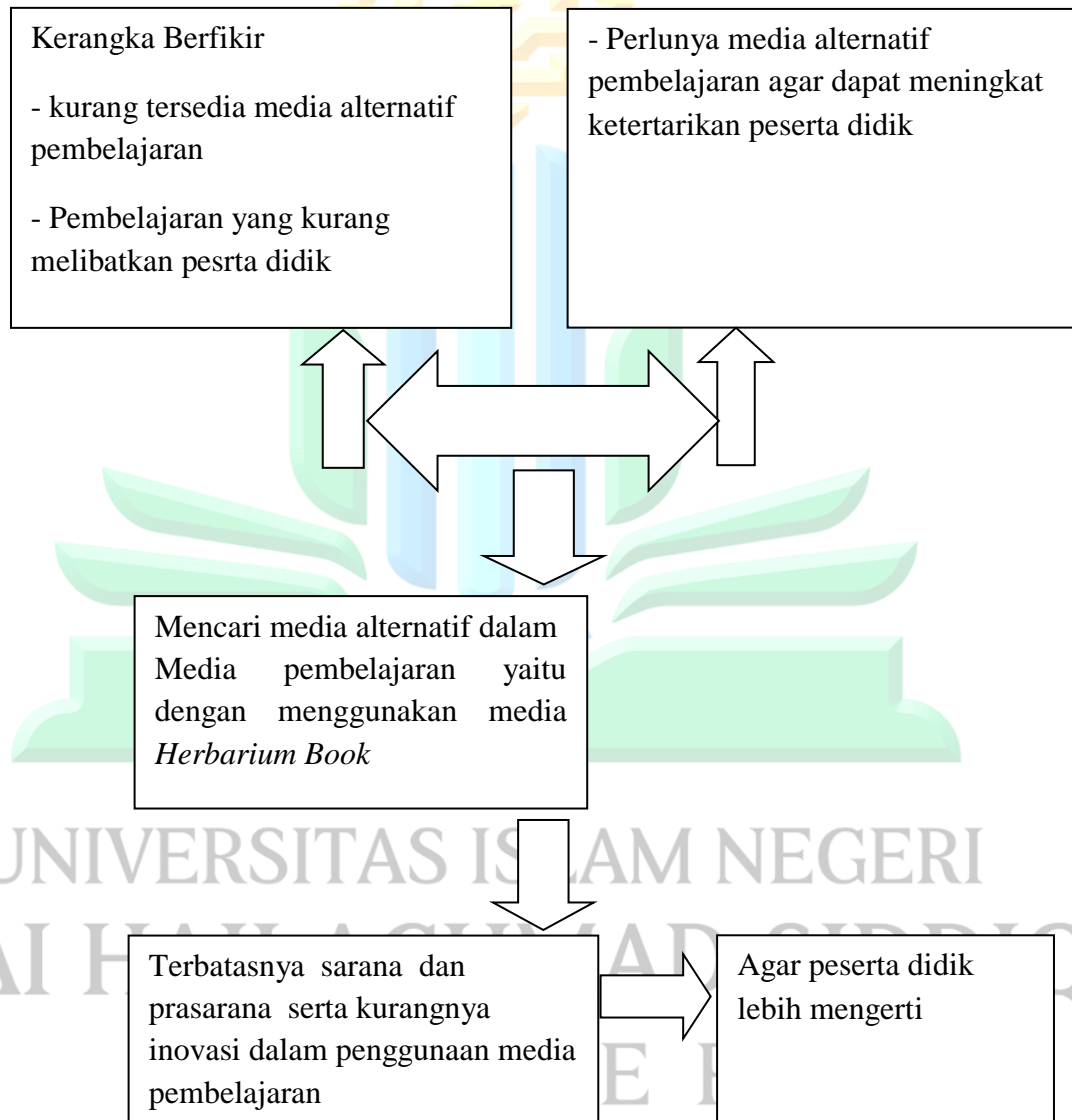 Kerangka Berfikir
- kurang tersedia media alternatif
pembelajaran
- Pembelajaran yang kurang
melibatkan pesrta didik
- Perlunya media alternatif
pembelajaran agar dapat meningkat
ketertarikan peserta didik
Mencari media alternatif dalam
Media pembelajaran yaitu
dengan menggunakan media
Herbarium Book
UNIVERSITAS ISLAM NEGERI
Terbatasnya sarana dan
prasarana serta kurangnya
inovasi dalam penggunaan media
pembelajaran
Agar peserta didik
lebih mengerti